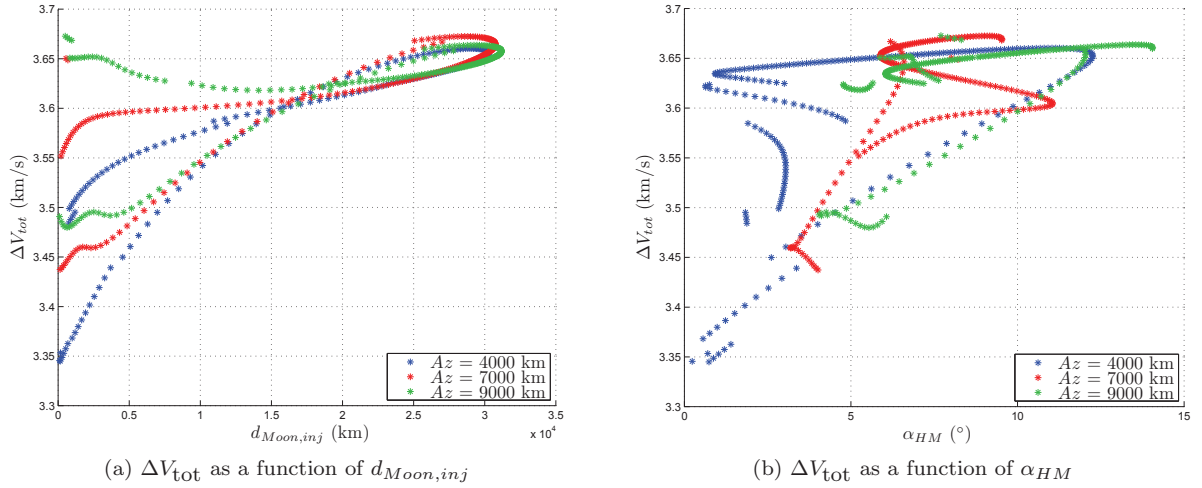 3.7
3.65
3.6
3.55
3.5
3.45
3.4
3.35
3.3
ΔV_tot (km/s)
0 0.5 1 1.5 2 2.5 3 3.5
x 10^4
d_Moon,inj (km)
Az = 4000 km
Az = 7000 km
Az = 9000 km
(a) ΔV_tot as a function of d_Moon,inj
3.7
3.65
3.6
3.55
3.5
3.45
3.4
3.35
3.3
ΔV_tot (km/s)
0 5 10 15
α_HM (°)
Az = 4000 km
Az = 7000 km
Az = 9000 km
(b) ΔV_tot as a function of α_HM